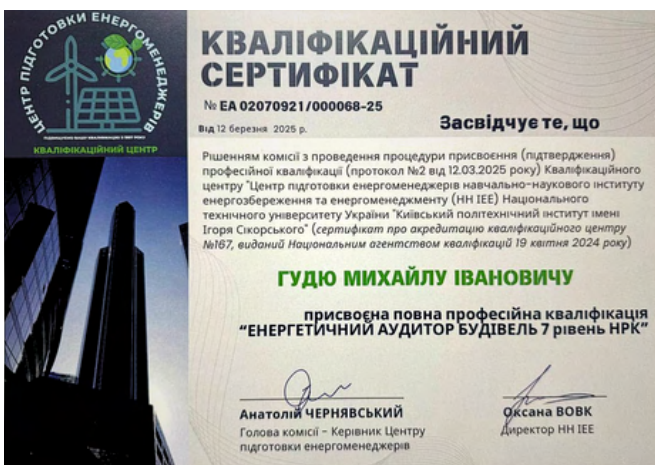 ЦЕНТР ПІДГОТОВКИ ЕНЕРГОМЕНЕДЖЕРІВ
КВАЛІФІКАЦІЙНИЙ ЦЕНТР
КВАЛІФІКАЦІЙНИЙ
СЕРТИФІКАТ
№ ЕА 02070921/000068-25
Від 12 березня 2025 р.
Засвідчує те, що
Рішенням комісії з проведення процедури присвоєння (підтвердження)
професійної кваліфікації (протокол №2 від 12.03.2025 року) Кваліфікаційного
центру "Центр підготовки енергоменеджерів навчально-наукового інституту
енергозбереження та енергоменеджменту (НН ІЕЕ) Національного
технічного університету України "Київський політехнічний інститут імені
Ігоря Сікорського" (сертифікат про акредитацію кваліфікаційного центру
№167, виданий Національним агентством кваліфікацій 19 квітня 2024 року)
ГУДЮ МИХАЙЛУ ІВАНОВИЧУ
присвоєна повна професійна кваліфікація
“ЕНЕРГЕТИЧНИЙ АУДИТОР БУДІВЕЛЬ 7 рівень НРК”
Анатолій ЧЕРНЯВСЬКИЙ
Голова комісії – Керівник Центру
підготовки енергоменеджерів
Оксана ВОВК
Директор НН ІЕЕ